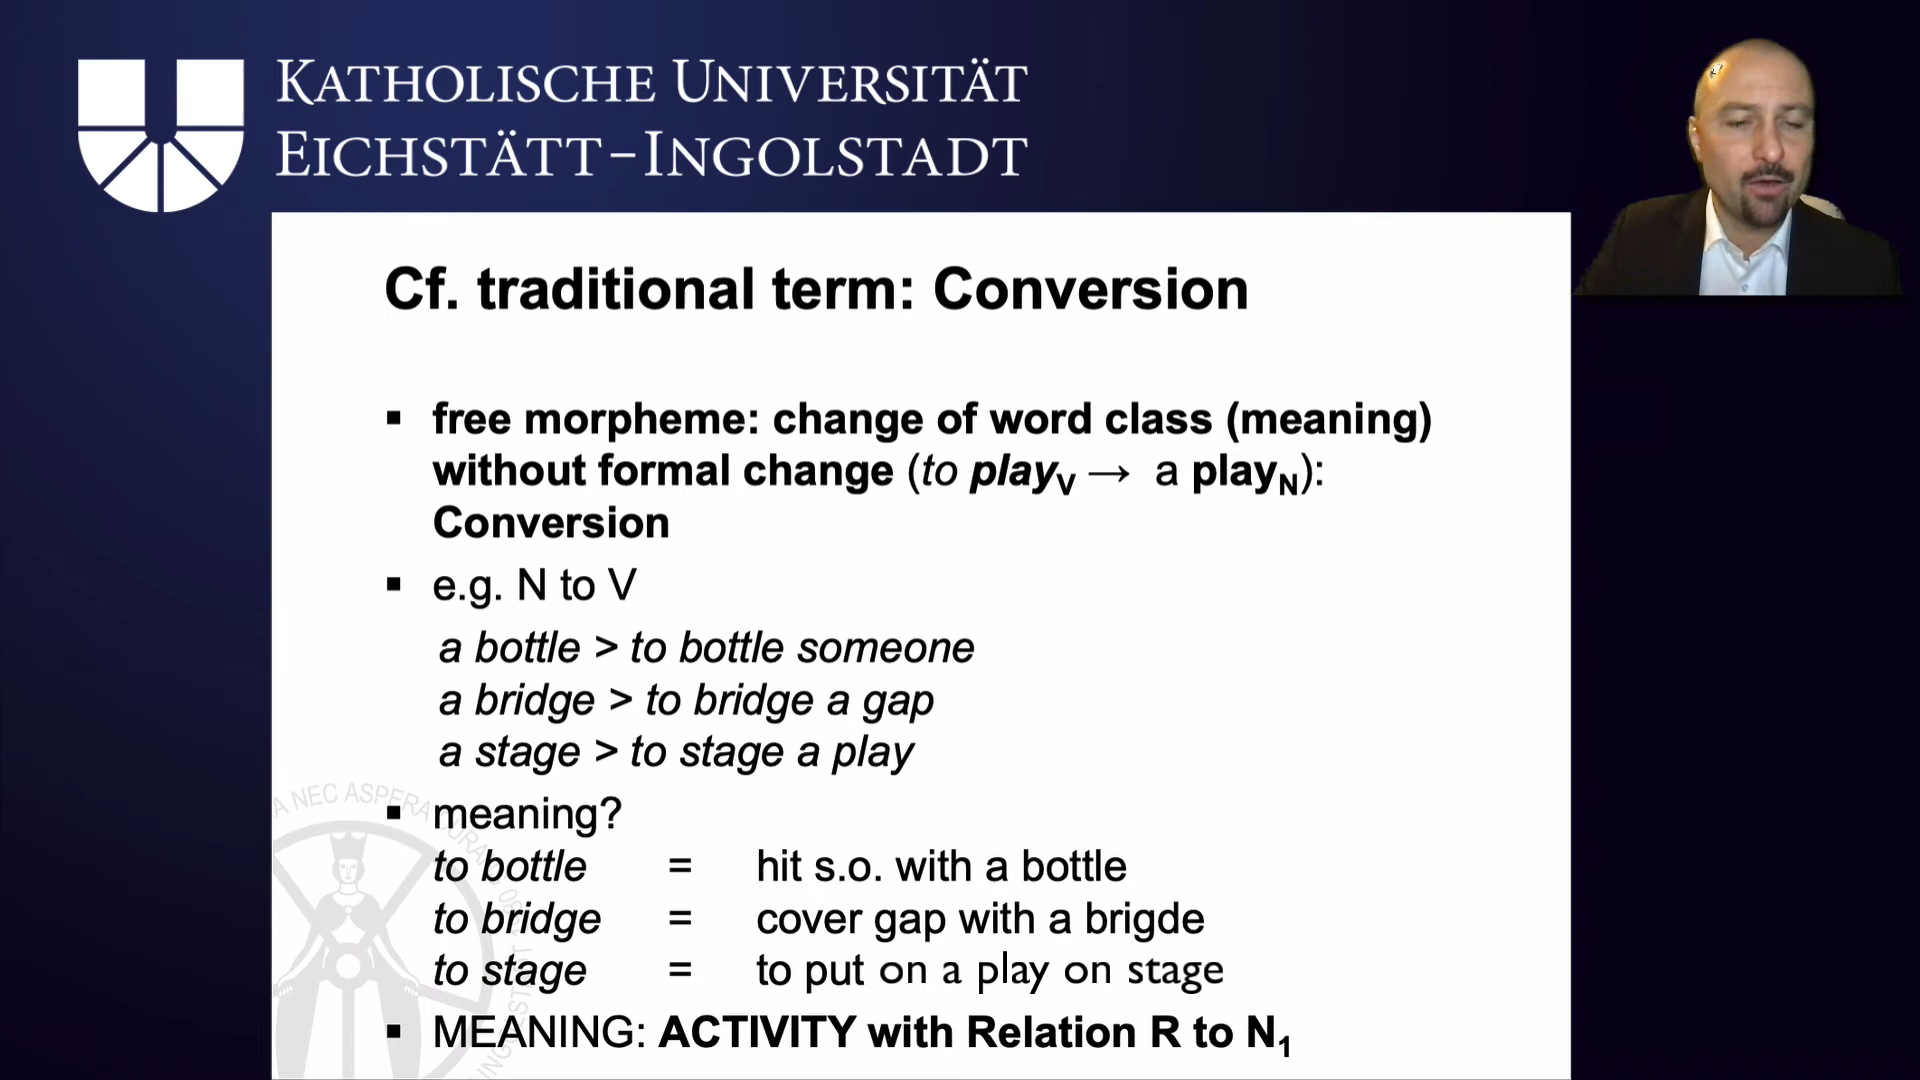 KATHOLISCHE UNIVERSITÄT
EICHSTÄTT-INGOLSTADT
Cf. traditional term: Conversion
▪ free morpheme: change of word class (meaning)
without formal change (to playV → a playN):
Conversion
▪ e.g. N to V
a bottle > to bottle someone
a bridge > to bridge a gap
a stage > to stage a play
▪ meaning?
to bottle = hit s.o. with a bottle
to bridge = cover gap with a brigde
to stage = to put on a play on stage
▪ MEANING: ACTIVITY with Relation R to N1
A NEC ASPERA